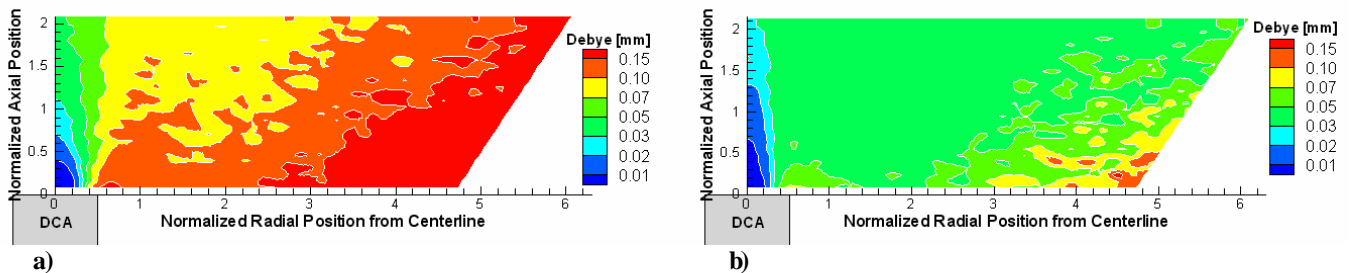 Normalized Axial Position
2
1.5
1
0.5
0
0 1 2 3 4 5 6
DCA
Normalized Radial Position from Centerline
Debye [mm]
0.15
0.10
0.07
0.05
0.03
0.02
0.01
a)
Normalized Axial Position
2
1.5
1
0.5
0
0 1 2 3 4 5 6
DCA
Normalized Radial Position from Centerline
Debye [mm]
0.15
0.10
0.07
0.05
0.03
0.02
0.01
b)